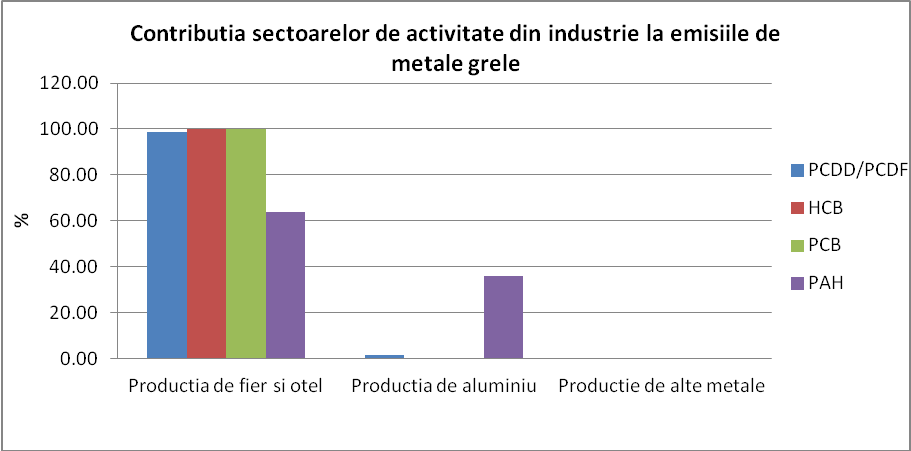 Contributia sectoarelor de activitate din industrie la emisiile de
metale grele
120.00
100.00
80.00
60.00
40.00
20.00
0.00
%
Productia de fier si otel
Productia de aluminiu
Productie de alte metale
PCDD/PCDF
HCB
PCB
PAH